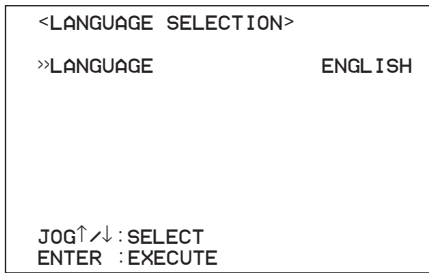 <LANGUAGE SELECTION>
»LANGUAGE ENGLISH
JOG↑/↓:SELECT
ENTER :EXECUTE